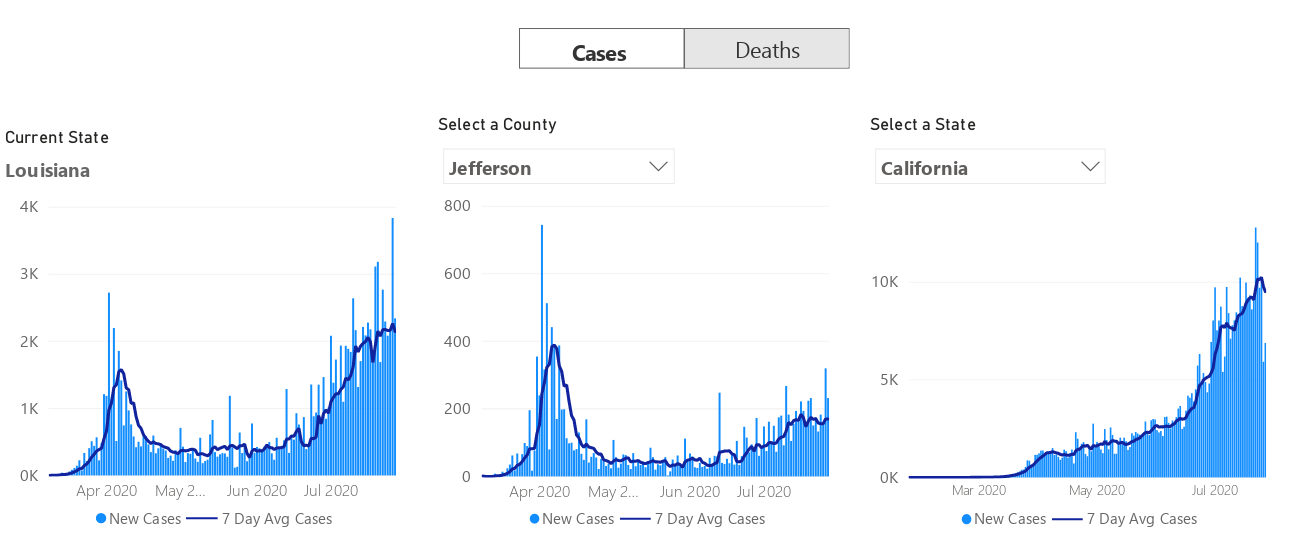 Cases Deaths
Current State
Louisiana
4K
3K
2K
1K
0K
Apr 2020 May 2... Jun 2020 Jul 2020
New Cases 7 Day Avg Cases
Select a County
Jefferson
800
600
400
200
0
Apr 2020 May 2... Jun 2020 Jul 2020
New Cases 7 Day Avg Cases
Select a State
California
10K
5K
0K
Mar 2020 May 2020 Jul 2020
New Cases 7 Day Avg Cases